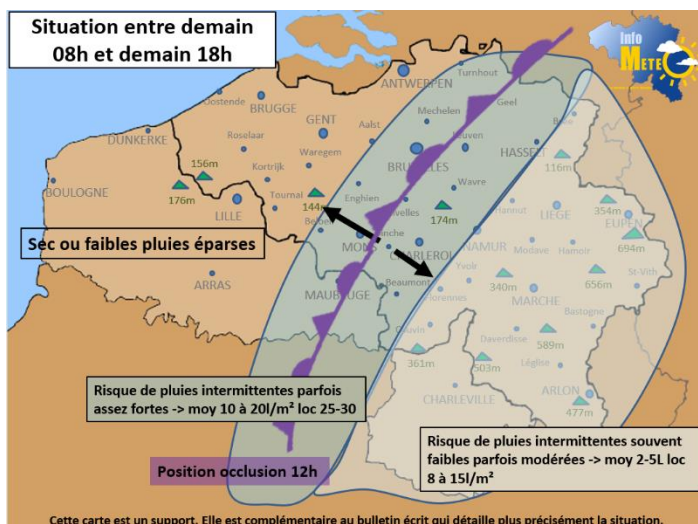 Situation entre demain
08h et demain 18h
Info
METEO
Turnhout
ANTWERPEN
Oostende
BRUGGE
Geel
GENT
Mechelen
DUNKERKE
Roselaar
Aalst
Waregem
HASSELT
156m
Kortrijk
BRUXELLES
116m
BOULOGNE
176m
Tournai
144m
Enghien
Wavre
LILLE
174m
Hannut
LIEGE
354m
EUPEN
Sec ou faibles pluies éparses
MONS
CHARLEROI
NAMUR
694m
Modave
Hamoir
ARRAS
Beaumont
Yvoir
656m
St-Vith
MAUBEUGE
Florennes
340m
MARCHE
Bastogne
Couvin
Daverdisse
589m
361m
503m
Léglise
Risque de pluies intermittentes parfois
assez fortes -> moy 10 à 20l/m² loc 25-30
CHARLEVILLE
ARLON
477m
Risque de pluies intermittentes souvent
faibles parfois modérées -> moy 2-5L loc
8 à 15l/m²
Position occlusion 12h
Cette carte est un support. Elle est complémentaire au bulletin écrit qui détaille plus précisément la situation.